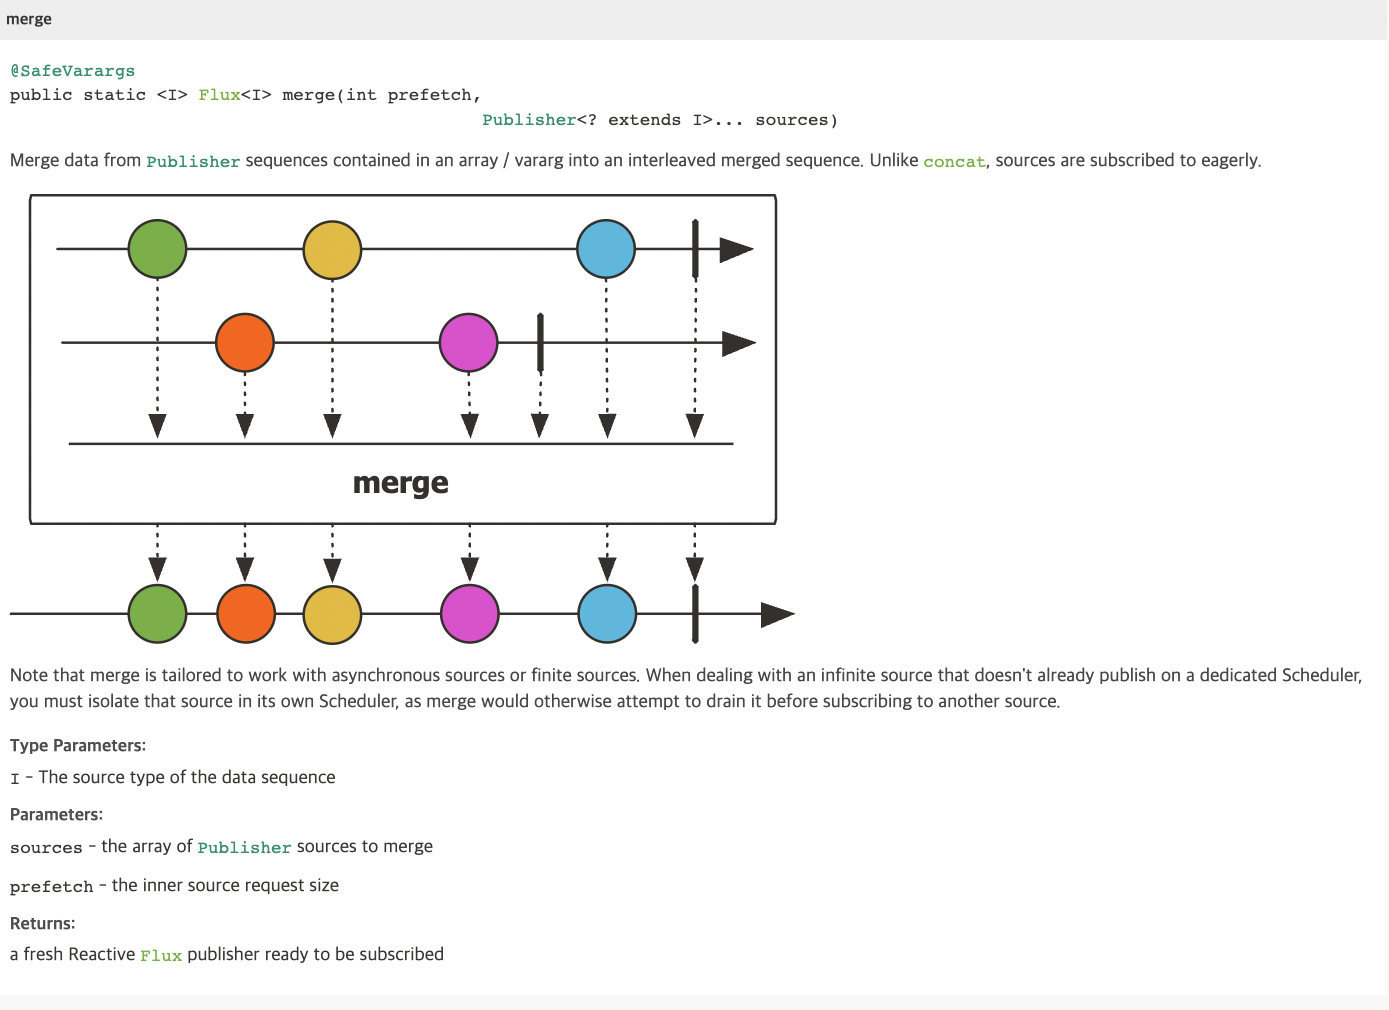 merge
@SafeVarargs
public static <I> Flux<I> merge(int prefetch,
Publisher<? extends I>... sources)
Merge data from Publisher sequences contained in an array / vararg into an interleaved merged sequence. Unlike concat, sources are subscribed to eagerly.
merge
Note that merge is tailored to work with asynchronous sources or finite sources. When dealing with an infinite source that doesn't already publish on a dedicated Scheduler,
you must isolate that source in its own Scheduler, as merge would otherwise attempt to drain it before subscribing to another source.
Type Parameters:
I - The source type of the data sequence
Parameters:
sources - the array of Publisher sources to merge
prefetch - the inner source request size
Returns:
a fresh Reactive Flux publisher ready to be subscribed